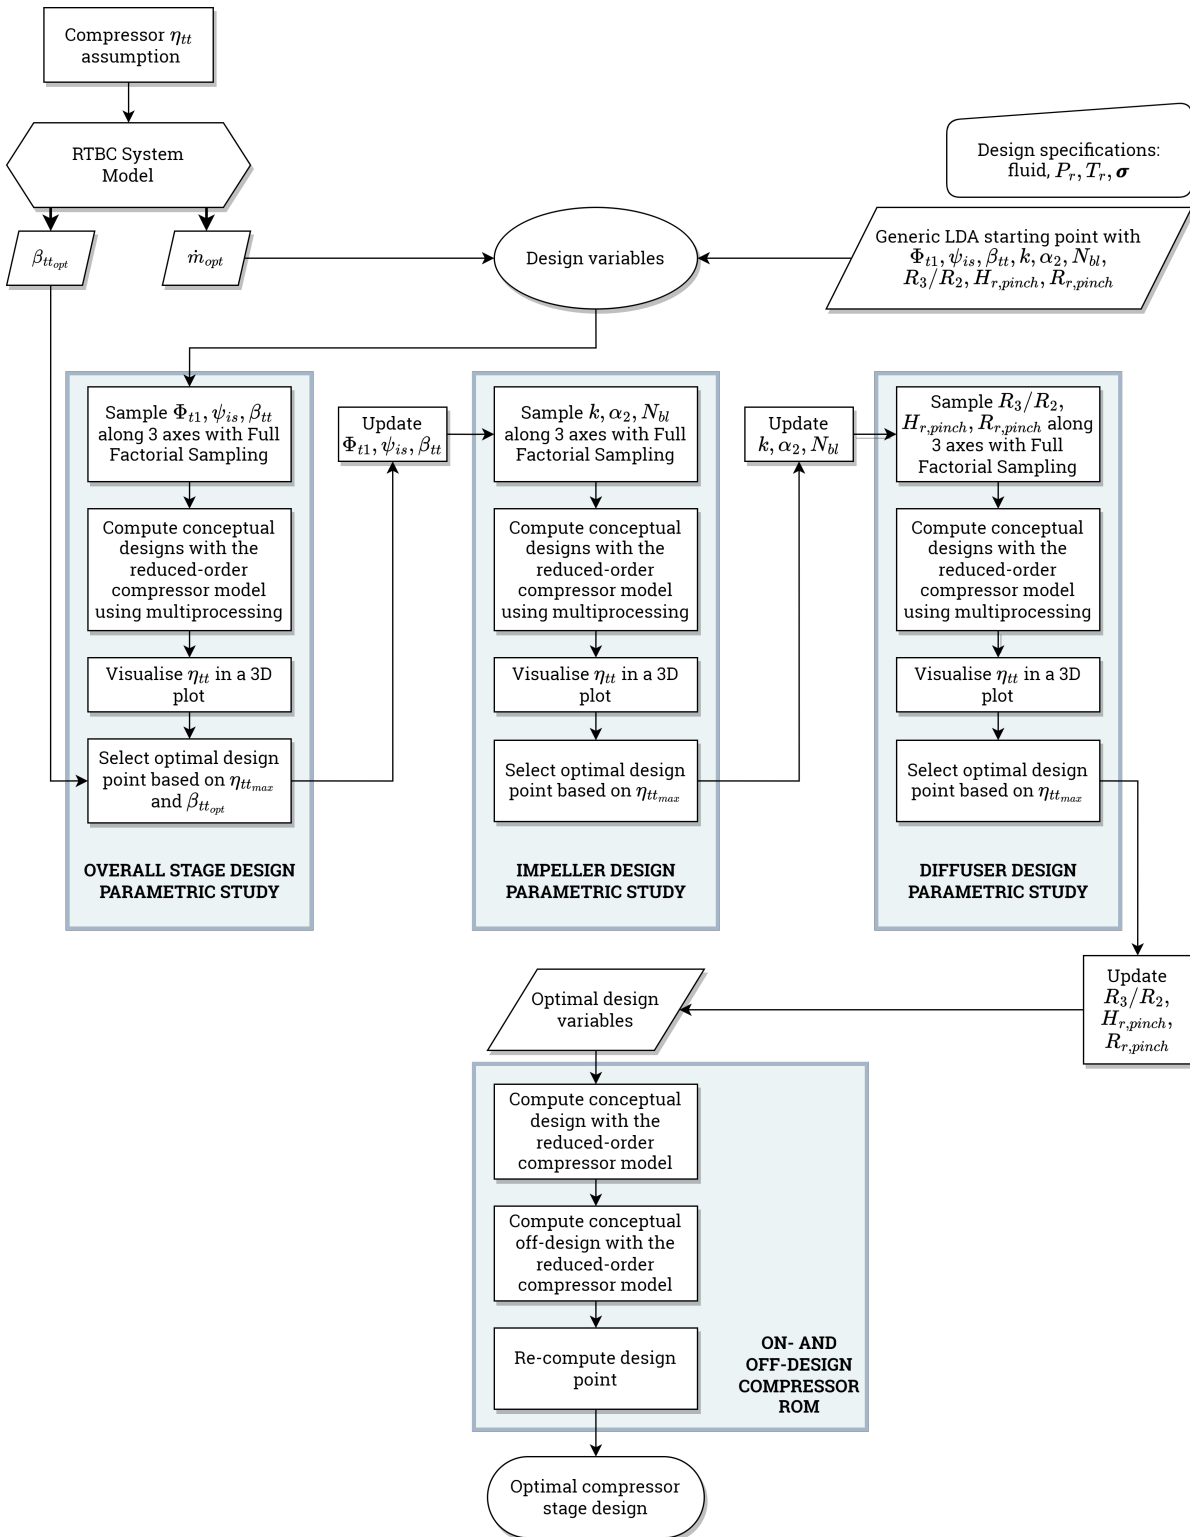 Compressor $\eta_{tt}$
assumption
RTBC System
Model
$\beta_{tt_{opt}}$
$\dot{m}_{opt}$
Design variables
Design specifications:
fluid, $P_r, T_r, \boldsymbol{\sigma}$
Generic LDA starting point with
$\Phi_{t1}, \psi_{is}, \beta_{tt}, k, \alpha_2, N_{bl},$
$R_3/R_2, H_{r,pinch}, R_{r,pinch}$
Sample $\Phi_{t1}, \psi_{is}, \beta_{tt}$
along 3 axes with Full
Factorial Sampling
Compute conceptual
designs with the
reduced-order
compressor model
using multiprocessing
Visualise $\eta_{tt}$ in a 3D
plot
Select optimal design
point based on $\eta_{tt_{max}}$
and $\beta_{tt_{opt}}$
OVERALL STAGE DESIGN
PARAMETRIC STUDY
Update
$\Phi_{t1}, \psi_{is}, \beta_{tt}$
Sample $k, \alpha_2, N_{bl}$
along 3 axes with Full
Factorial Sampling
Compute conceptual
designs with the
reduced-order
compressor model
using multiprocessing
Visualise $\eta_{tt}$ in a 3D
plot
Select optimal design
point based on $\eta_{tt_{max}}$
IMPELLER DESIGN
PARAMETRIC STUDY
Update
$k, \alpha_2, N_{bl}$
Sample $R_3/R_2,$
$H_{r,pinch}, R_{r,pinch}$ along
3 axes with Full
Factorial Sampling
Compute conceptual
designs with the
reduced-order
compressor model
using multiprocessing
Visualise $\eta_{tt}$ in a 3D
plot
Select optimal design
point based on $\eta_{tt_{max}}$
DIFFUSER DESIGN
PARAMETRIC STUDY
Update
$R_3/R_2,$
$H_{r,pinch},$
$R_{r,pinch}$
Optimal design
variables
Compute conceptual
design with the
reduced-order
compressor model
Compute conceptual
off-design with the
reduced-order
compressor model
Re-compute design
point
ON- AND
OFF-DESIGN
COMPRESSOR
ROM
Optimal compressor
stage design